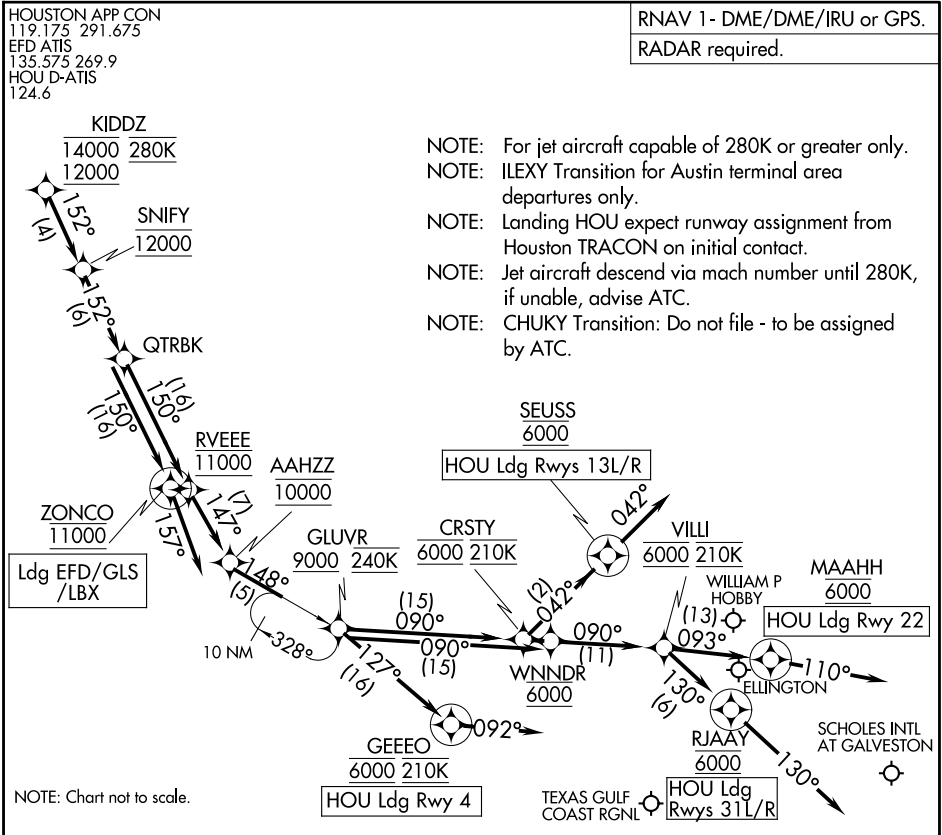 HOUSTON APP CON
119.175 291.675
EFD ATIS
135.575 269.9
HOU D-ATIS
124.6
RNAV 1- DME/DME/IRU or GPS.
RADAR required.
NOTE: For jet aircraft capable of 280K or greater only.
NOTE: ILEXY Transition for Austin terminal area
departures only.
NOTE: Landing HOU expect runway assignment from
Houston TRACON on initial contact.
NOTE: Jet aircraft descend via mach number until 280K,
if unable, advise ATC.
NOTE: CHUKY Transition: Do not file - to be assigned
by ATC.
KIDDZ
14000 280K
12000
152°
(4)
SNIFY
12000
152°
(6)
QTRBK
150°
(16)
150°
(16)
RVEEE
11000
ZONCO
11000
Ldg EFD/GLS
/LBX
157°
147°
(7)
AAHZZ
10000
148°
(5)
10 NM
328°
GLUVR
9000 240K
(15)
090°
090°
(15)
127°
(16)
GEEEO
6000 210K
HOU Ldg Rwy 4
092°
CRSTY
6000 210K
(2)
042°
SEUSS
6000
HOU Ldg Rwys 13L/R
042°
WNNDR
6000
090°
(11)
VILLI
6000 210K
(13)
093°
WILLIAM P
HOBBY
MAAHH
6000
HOU Ldg Rwy 22
110°
ELLINGTON
130°
(6)
RJAAY
6000
HOU Ldg
Rwys 31L/R
130°
SCHOLES INTL
AT GALVESTON
TEXAS GULF
COAST RGNL
NOTE: Chart not to scale.